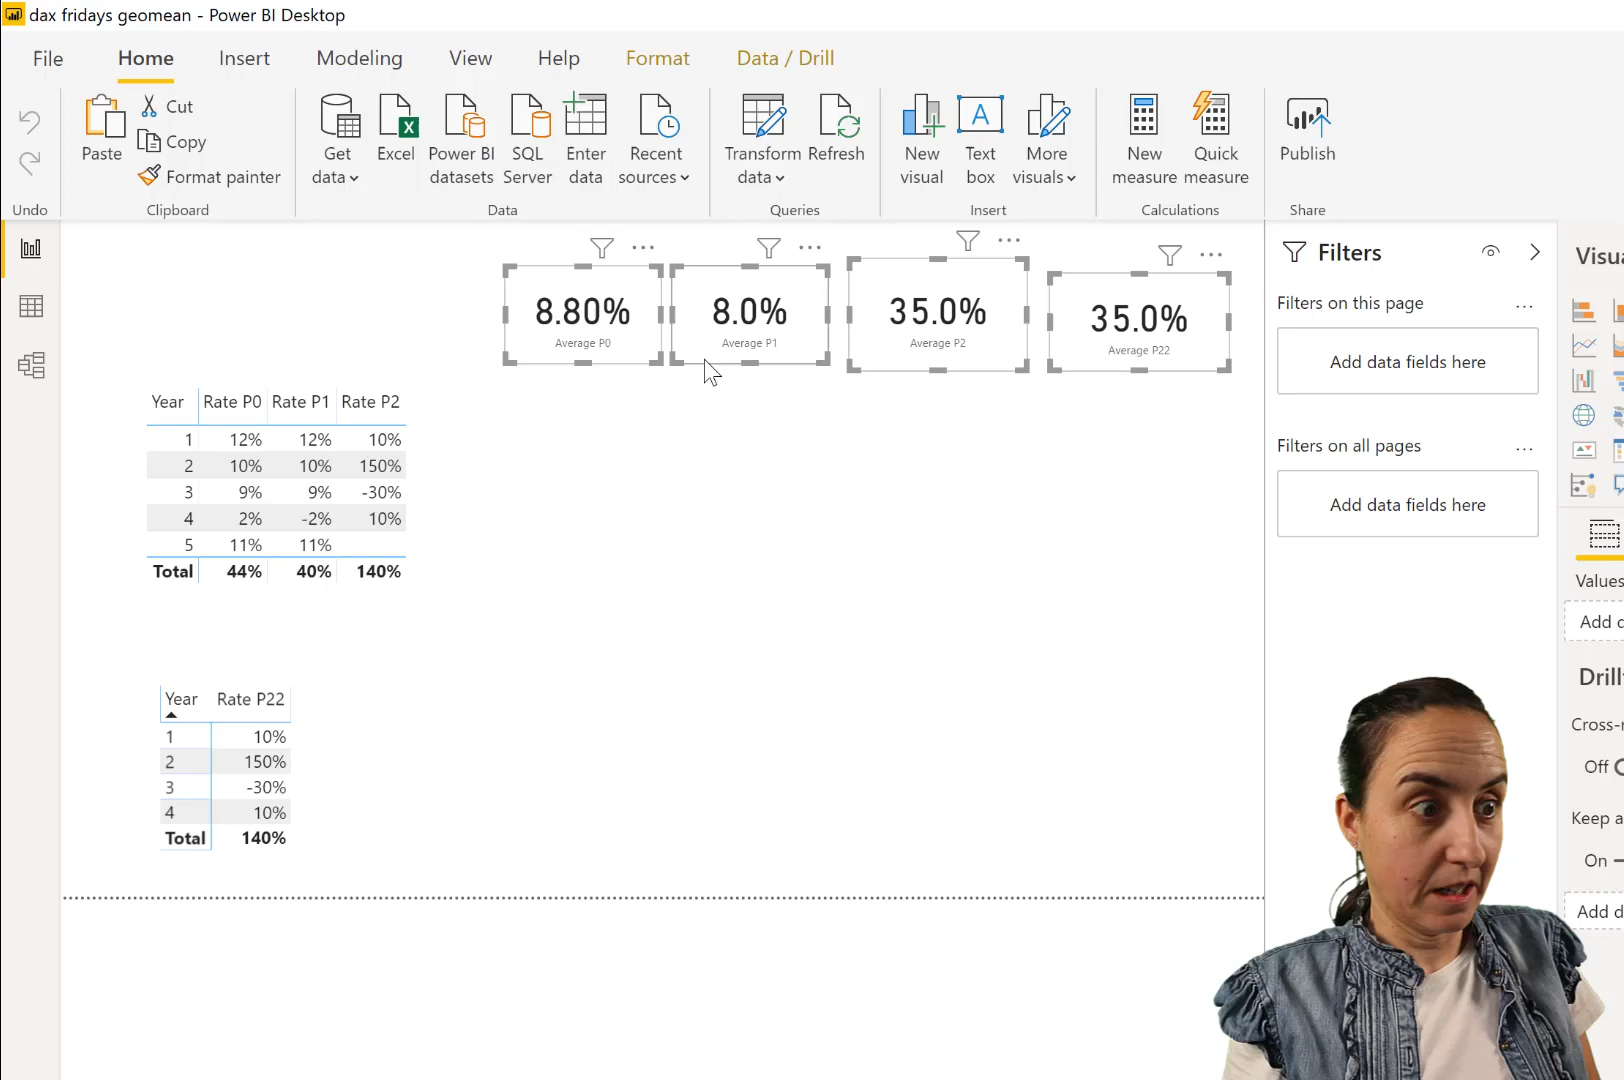 dax fridays geomean - Power BI Desktop
File Home Insert Modeling View Help Format Data / Drill
Undo
Paste
Cut
Copy
Format painter
Clipboard
Get data
Excel
Power BI datasets
SQL Server
Enter data
Recent sources
Data
Transform data
Refresh
Queries
New visual
A
Text box
More visuals
Insert
New measure
Quick measure
Calculations
Publish
Share
8.80%
Average P0
8.0%
Average P1
35.0%
Average P2
35.0%
Average P22
Year Rate P0 Rate P1 Rate P2
1 12% 12% 10%
2 10% 10% 150%
3 9% 9% -30%
4 2% -2% 10%
5 11% 11%
Total 44% 40% 140%
Year Rate P22
1 10%
2 150%
3 -30%
4 10%
Total 140%
Filters
Filters on this page ...
Add data fields here
Filters on all pages ...
Add data fields here
Visua
Values
Add d
Drill
Cross-r
Off
Keep a
On
Add d